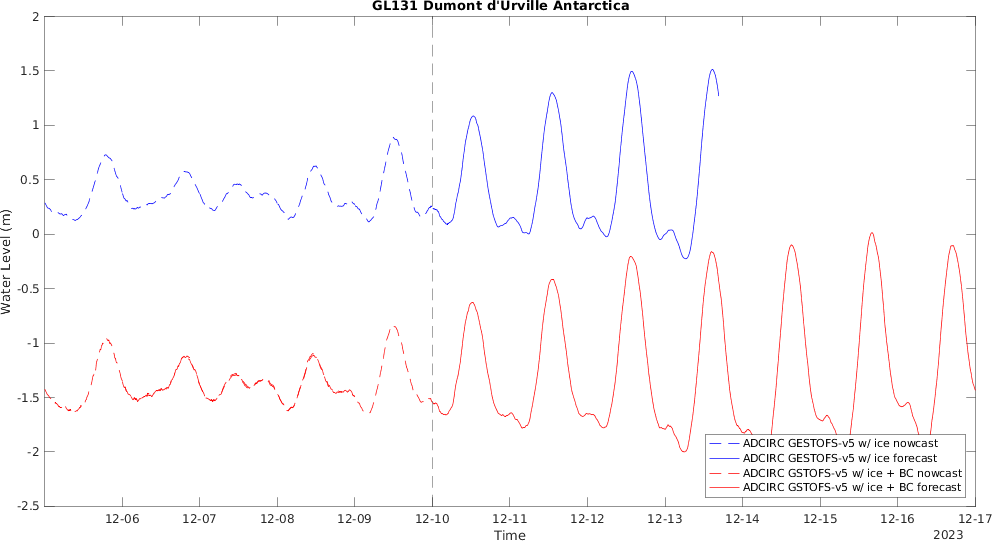 GL131 Dumont d'Urville Antarctica
Water Level (m)
2
1.5
1
0.5
0
-0.5
-1
-1.5
-2
-2.5
ADCIRC GESTOFS-v5 w/ ice nowcast
ADCIRC GESTOFS-v5 w/ ice forecast
ADCIRC GSTOFS-v5 w/ ice + BC nowcast
ADCIRC GSTOFS-v5 w/ ice + BC forecast
12-06 12-07 12-08 12-09 12-10 12-11 12-12 12-13 12-14 12-15 12-16 12-17
Time
2023